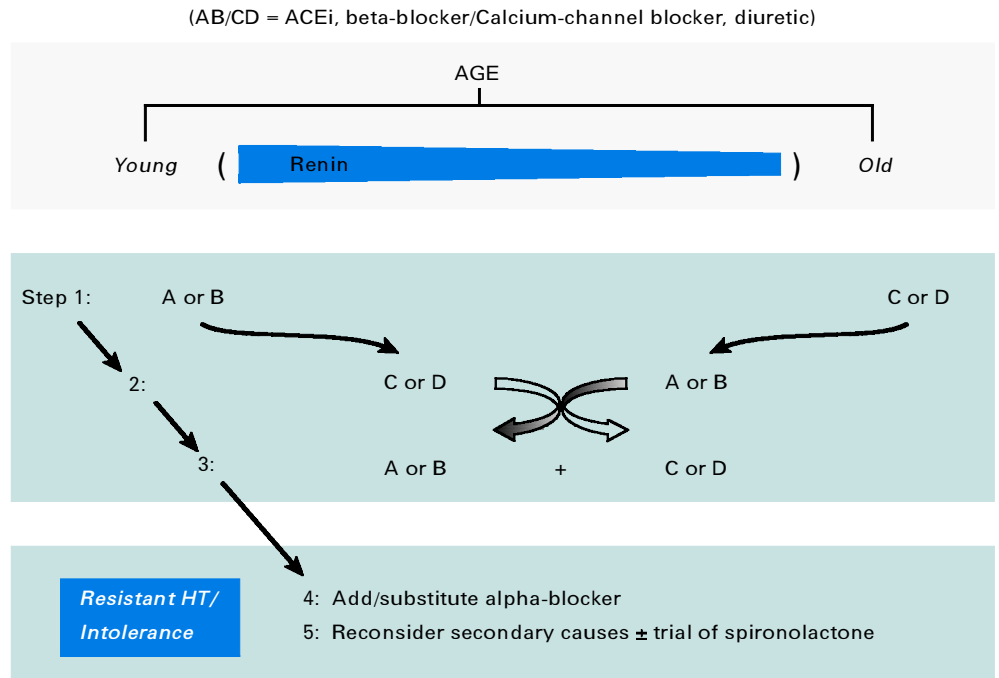 (AB/CD = ACEi, beta-blocker/Calcium-channel blocker, diuretic)
AGE
Young ( Renin ) Old
Step 1: A or B C or D
2: C or D A or B
3: A or B + C or D
Resistant HT/ 4: Add/substitute alpha-blocker
Intolerance 5: Reconsider secondary causes ± trial of spironolactone